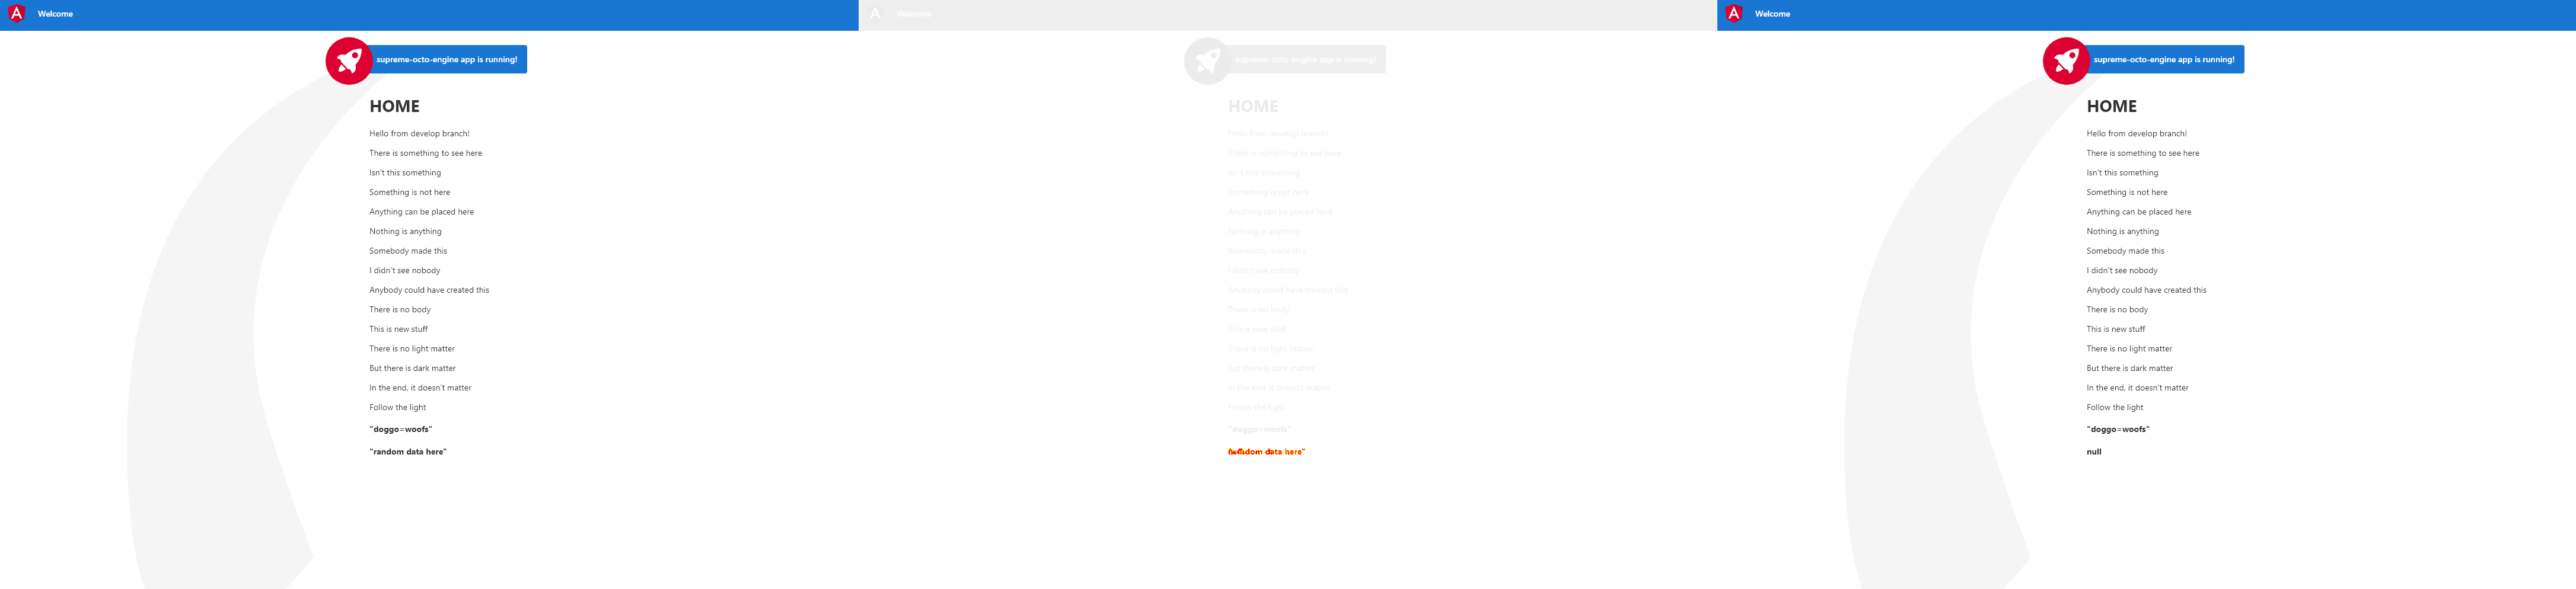 Welcome
supreme-octo-engine app is running!
HOME
Hello from develop branch!
There is something to see here
Isn't this something
Something is not here
Anything can be placed here
Nothing is anything
Somebody made this
I didn't see nobody
Anybody could have created this
There is no body
This is new stuff
There is no light matter
But there is dark matter
In the end, it doesn't matter
Follow the light
"doggo=woofs"
"random data here"
Welcome
supreme-octo-engine app is running!
HOME
Hello from develop branch!
There is something to see here
Isn't this something
Something is not here
Anything can be placed here
Nothing is anything
Somebody made this
I didn't see nobody
Anybody could have created this
There is no body
This is new stuff
There is no light matter
But there is dark matter
In the end, it doesn't matter
Follow the light
"doggo=woofs"
data here"
Welcome
supreme-octo-engine app is running!
HOME
Hello from develop branch!
There is something to see here
Isn't this something
Something is not here
Anything can be placed here
Nothing is anything
Somebody made this
I didn't see nobody
Anybody could have created this
There is no body
This is new stuff
There is no light matter
But there is dark matter
In the end, it doesn't matter
Follow the light
"doggo=woofs"
null